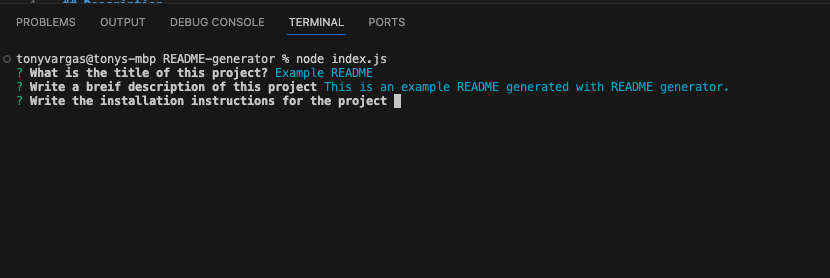 ## Description
PROBLEMS OUTPUT DEBUG CONSOLE TERMINAL PORTS
tonyvargas@tonys-mbp README-generator % node index.js
? What is the title of this project? Example README
? Write a breif description of this project This is an example README generated with README generator.
? Write the installation instructions for the project